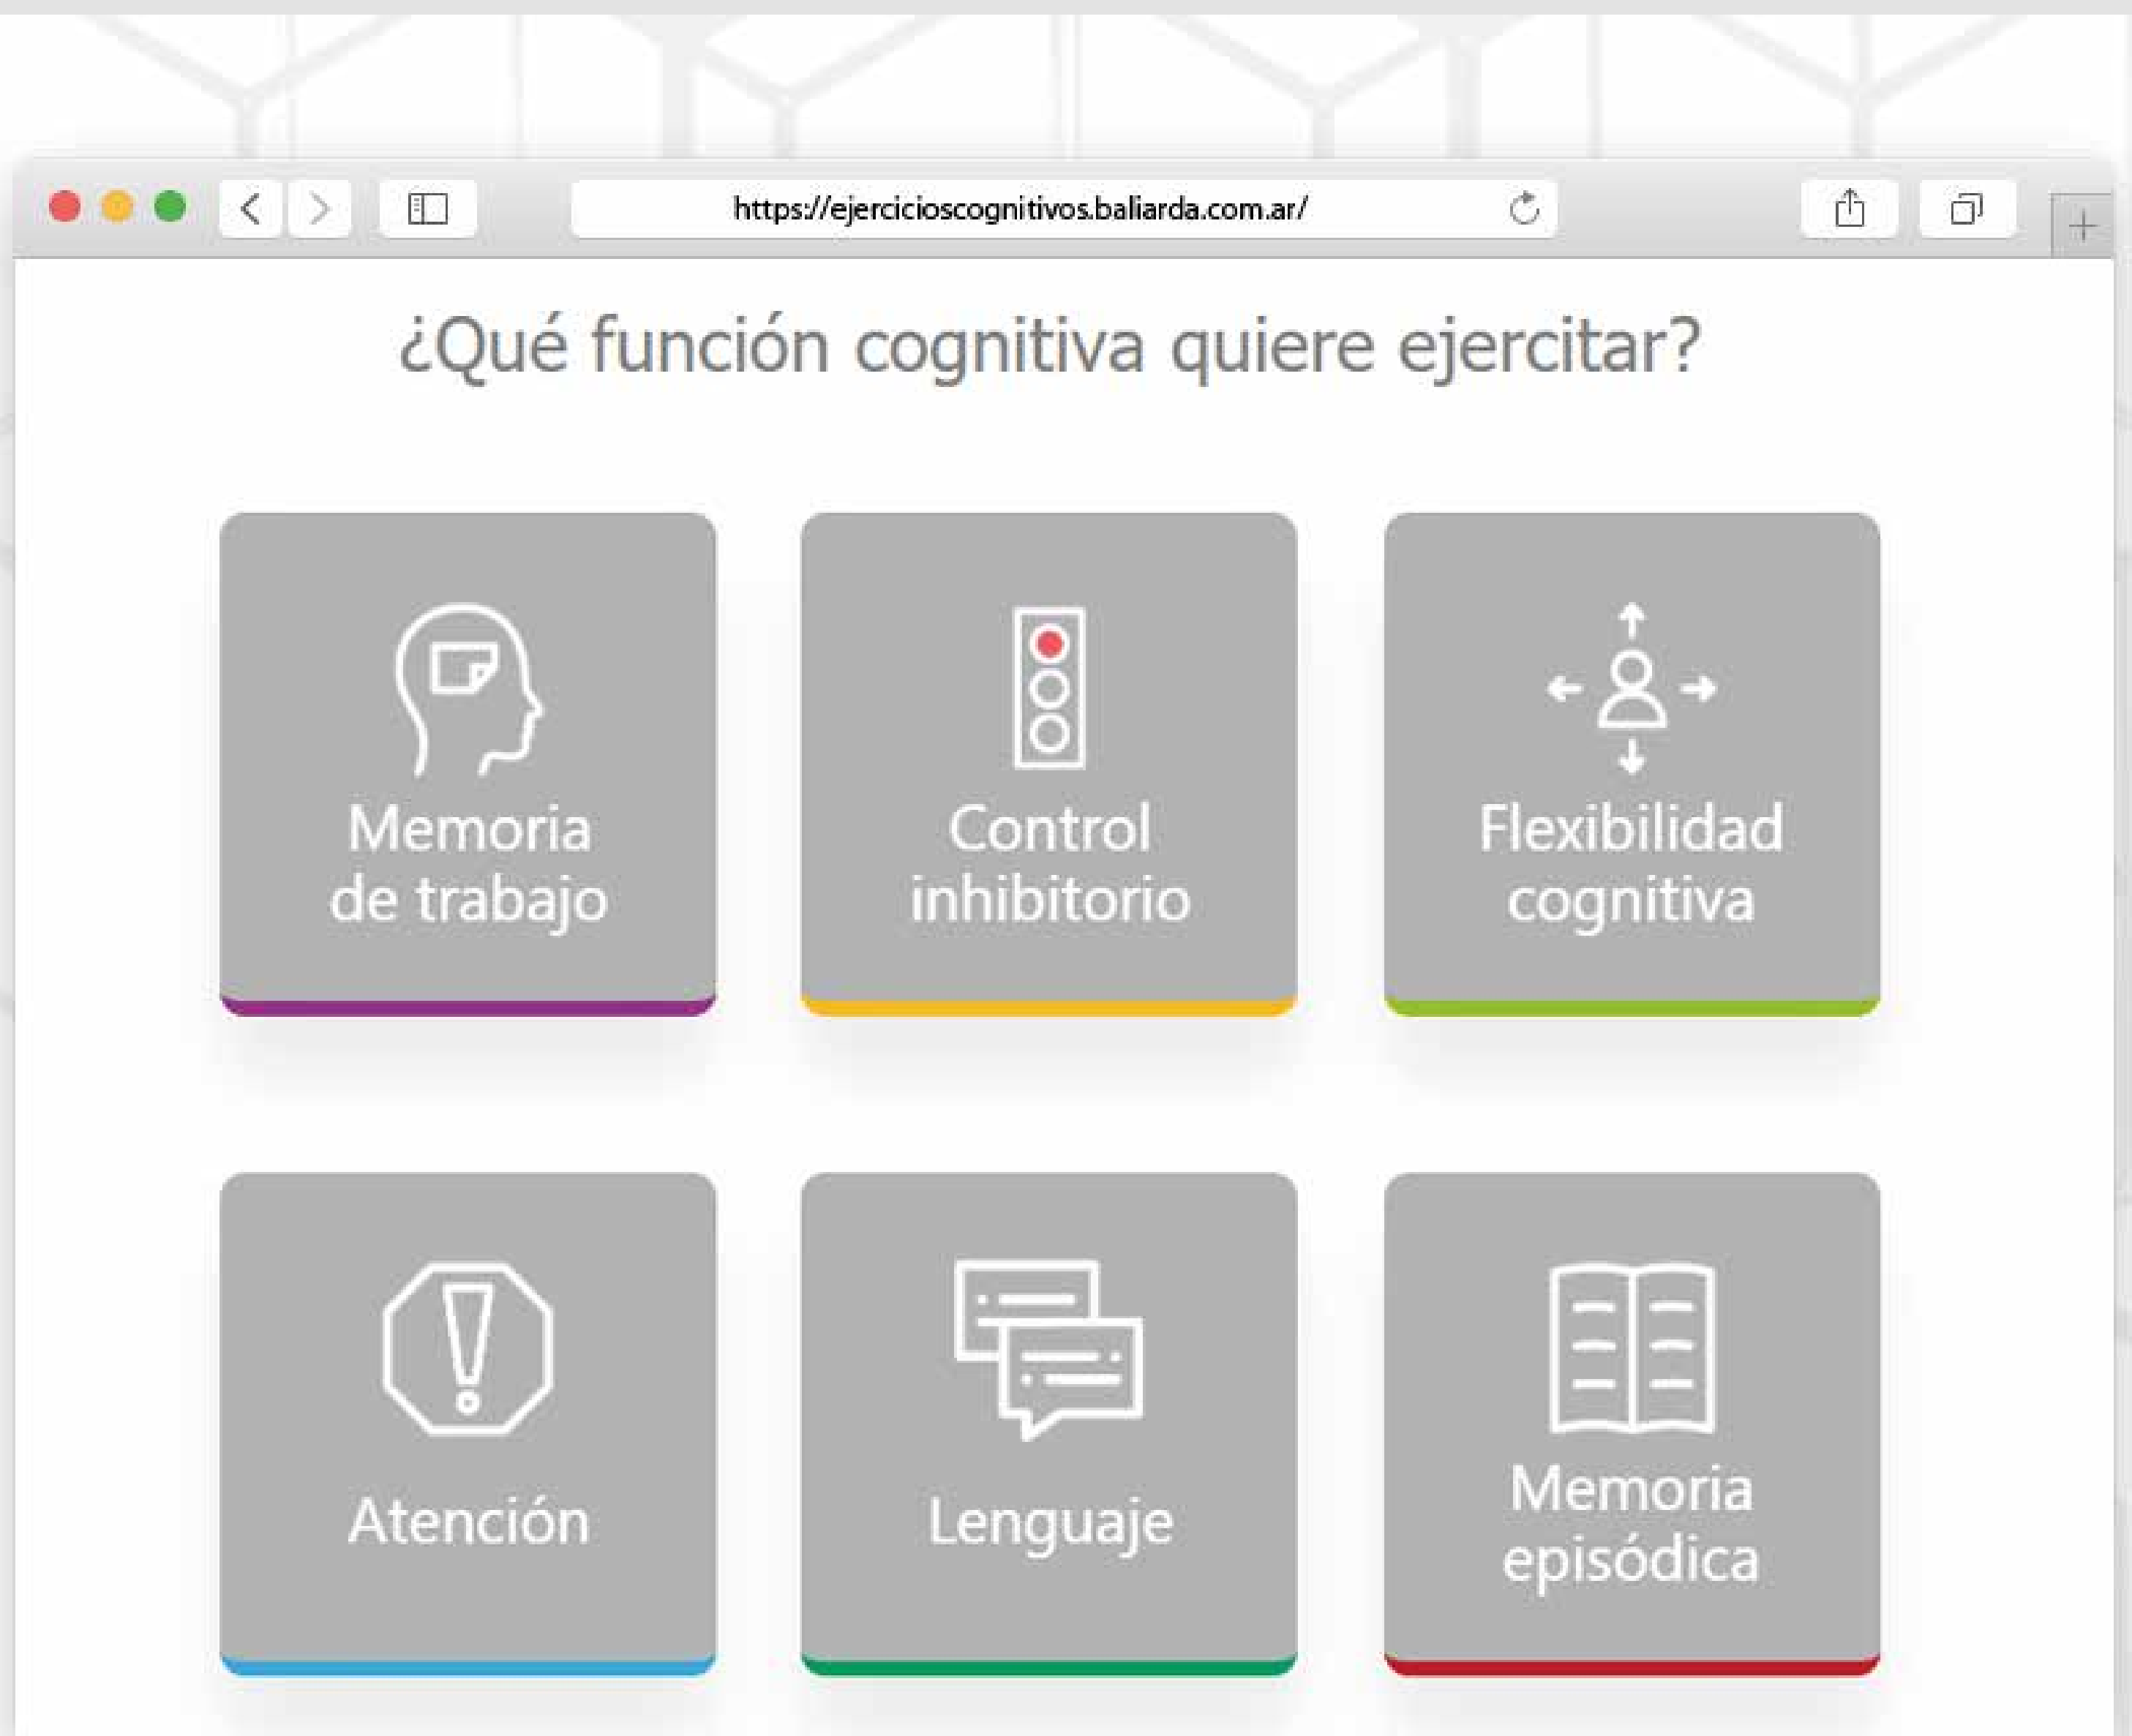 https://ejercicioscognitivos.baliarda.com.ar/
¿Qué función cognitiva quiere ejercitar?
Memoria
de trabajo
Control
inhibitorio
Flexibilidad
cognitiva
Atención
Lenguaje
Memoria
episódica